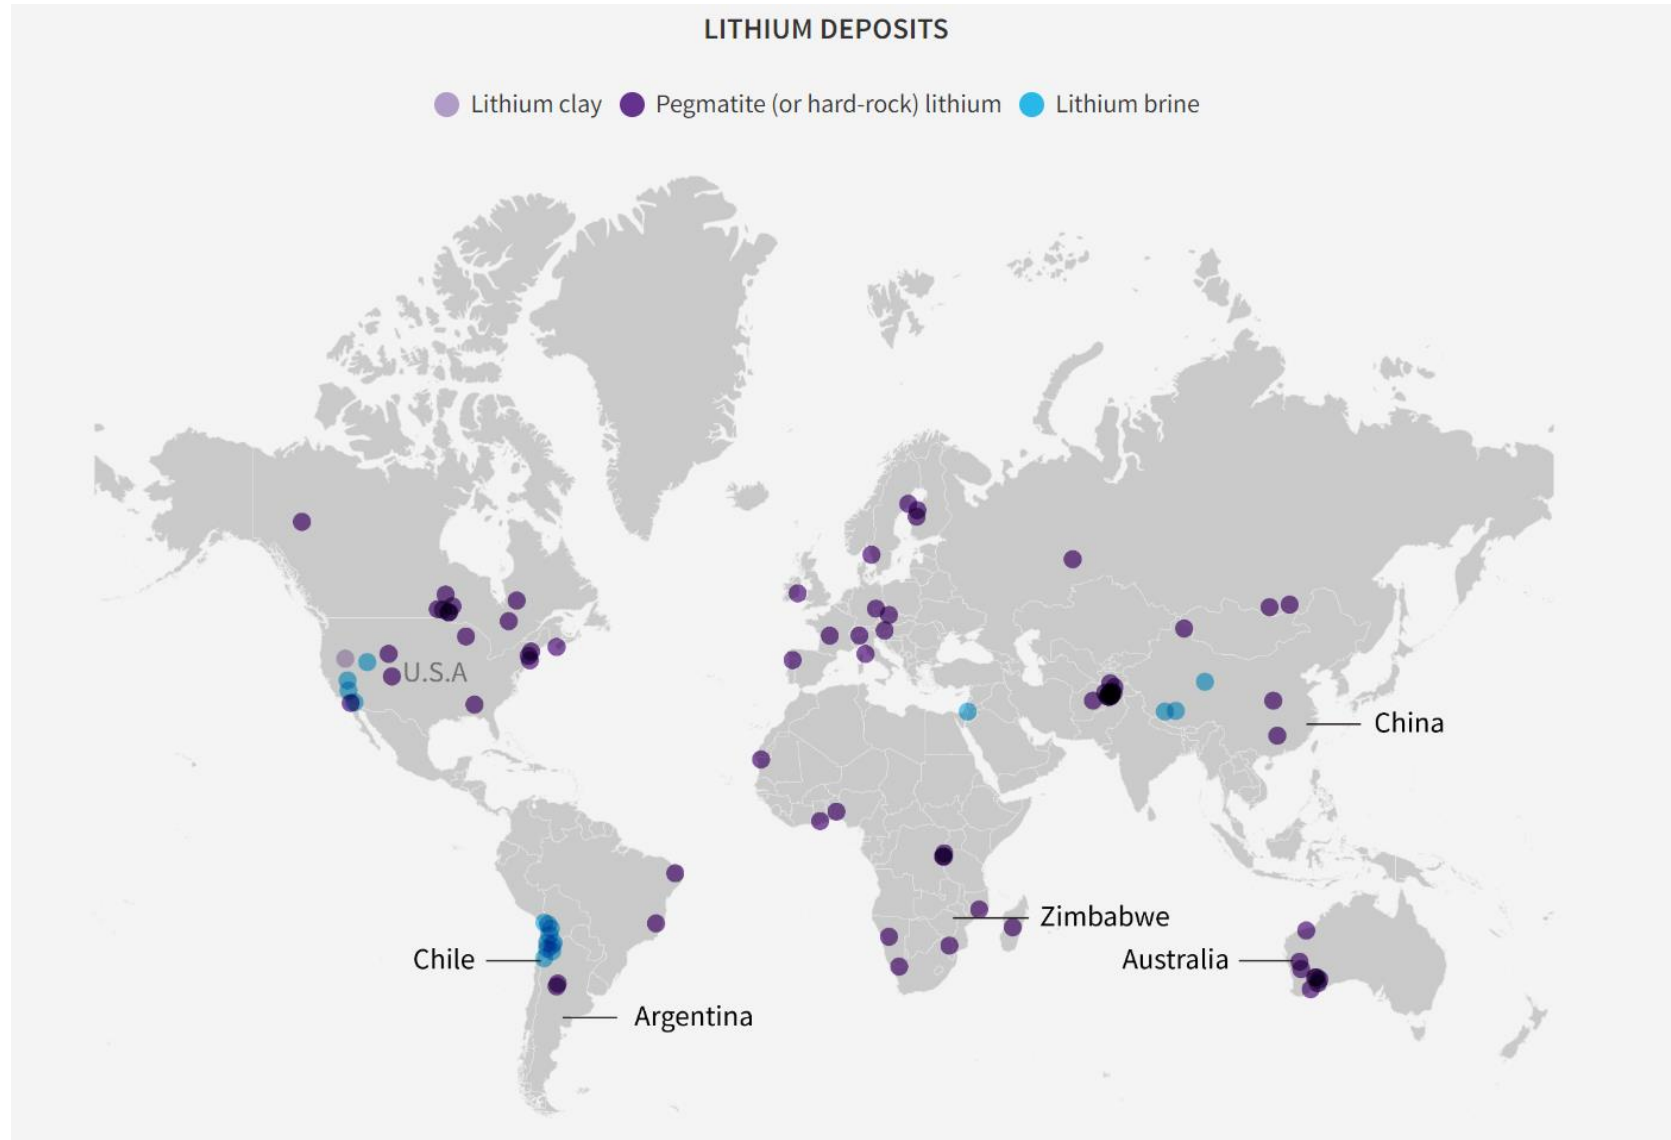 LITHIUM DEPOSITS
Lithium clay Pegmatite (or hard-rock) lithium Lithium brine
U.S.A
China
Zimbabwe
Chile
Australia
Argentina